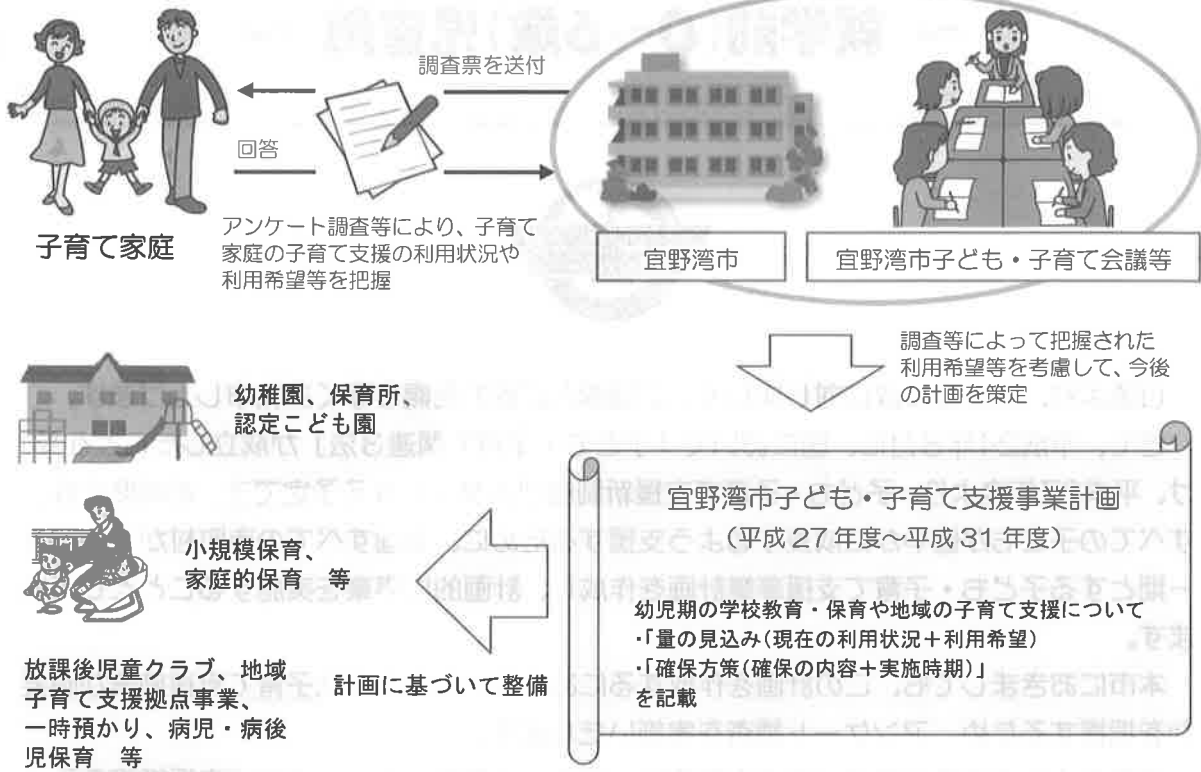 調査票を送付
回答
子育て家庭
アンケート調査等により、子育て
家庭の子育て支援の利用状況や
利用希望等を把握
宜野湾市
宜野湾市子ども・子育て会議等
調査等によって把握された
利用希望等を考慮して、今後
の計画を策定
宜野湾市子ども・子育て支援事業計画
（平成27年度～平成31年度）
幼児期の学校教育・保育や地域の子育て支援について
・「量の見込み(現在の利用状況＋利用希望)
・「確保方策(確保の内容＋実施時期)」
を記載
計画に基づいて整備
幼稚園、保育所、
認定こども園
小規模保育、
家庭的保育　等
放課後児童クラブ、地域
子育て支援拠点事業、
一時預かり、病児・病後
児保育　等